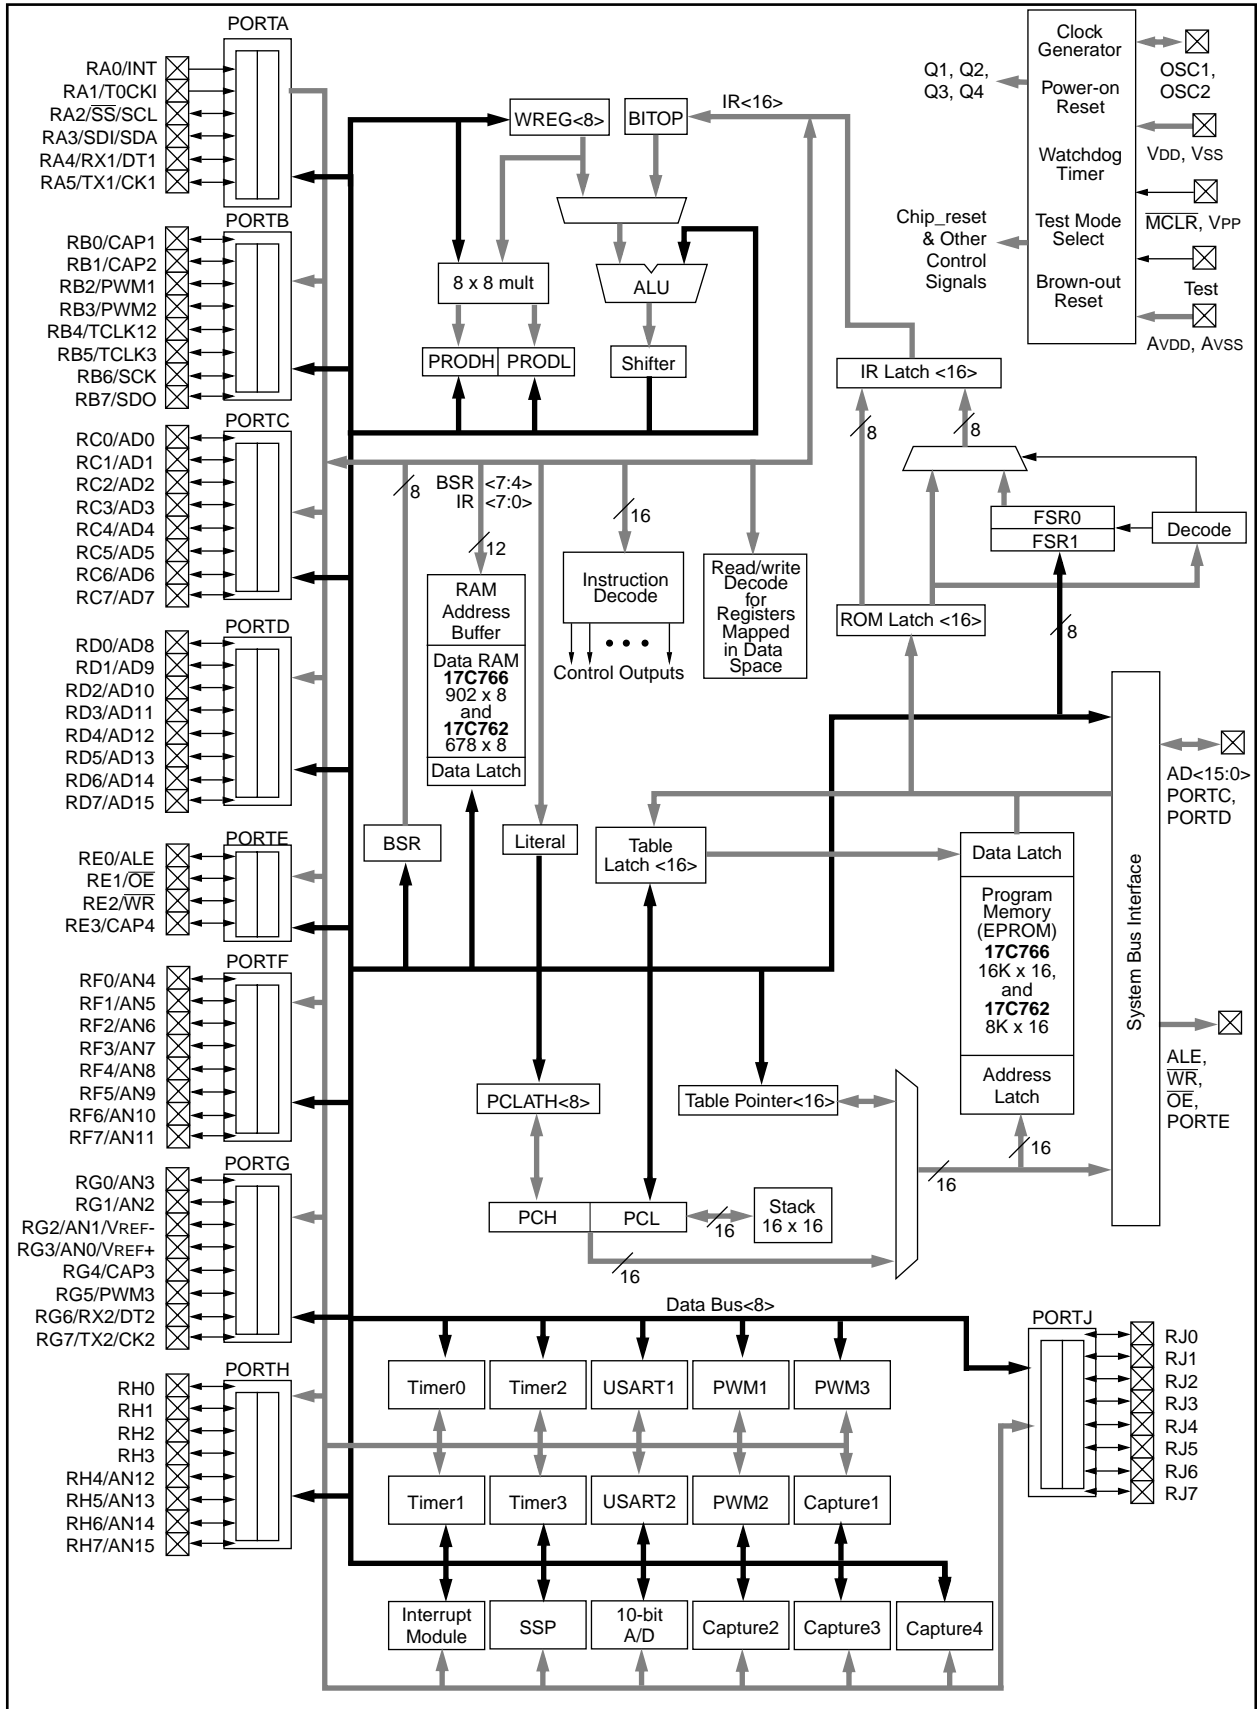 PORTA
RA0/INT
RA1/T0CKI
RA2/SS/SCL
RA3/SDI/SDA
RA4/RX1/DT1
RA5/TX1/CK1
PORTB
RB0/CAP1
RB1/CAP2
RB2/PWM1
RB3/PWM2
RB4/TCLK12
RB5/TCLK3
RB6/SCK
RB7/SDO
PORTC
RC0/AD0
RC1/AD1
RC2/AD2
RC3/AD3
RC4/AD4
RC5/AD5
RC6/AD6
RC7/AD7
PORTD
RD0/AD8
RD1/AD9
RD2/AD10
RD3/AD11
RD4/AD12
RD5/AD13
RD6/AD14
RD7/AD15
PORTE
RE0/ALE
RE1/OE
RE2/WR
RE3/CAP4
PORTF
RF0/AN4
RF1/AN5
RF2/AN6
RF3/AN7
RF4/AN8
RF5/AN9
RF6/AN10
RF7/AN11
PORTG
RG0/AN3
RG1/AN2
RG2/AN1/VREF-
RG3/AN0/VREF+
RG4/CAP3
RG5/PWM3
RG6/RX2/DT2
RG7/TX2/CK2
PORTH
RH0
RH1
RH2
RH3
RH4/AN12
RH5/AN13
RH6/AN14
RH7/AN15
WREG<8>
BITOP
IR<16>
8 x 8 mult
ALU
PRODH
PRODL
Shifter
Q1, Q2,
Q3, Q4
Chip_reset
& Other
Control
Signals
Clock
Generator
Power-on
Reset
Watchdog
Timer
Test Mode
Select
Brown-out
Reset
OSC1,
OSC2
VDD, VSS
MCLR, VPP
Test
AVDD, AVSS
IR Latch <16>
8
8
FSR0
FSR1
Decode
ROM Latch <16>
8
8
BSR <7:4>
IR <7:0>
12
16
RAM
Address
Buffer
Data RAM
17C766
902 x 8
and
17C762
678 x 8
Data Latch
Instruction
Decode
Control Outputs
Read/write
Decode
for
Registers
Mapped
in Data
Space
BSR
Literal
Table
Latch <16>
Data Latch
Program
Memory
(EPROM)
17C766
16K x 16,
and
17C762
8K x 16
Address
Latch
16
16
System Bus Interface
AD<15:0>
PORTC,
PORTD
ALE,
WR,
OE,
PORTE
PCLATH<8>
Table Pointer<16>
PCH
PCL
16
Stack
16 x 16
16
Data Bus<8>
Timer0
Timer2
USART1
PWM1
PWM3
Timer1
Timer3
USART2
PWM2
Capture1
Interrupt
Module
SSP
10-bit
A/D
Capture2
Capture3
Capture4
PORTJ
RJ0
RJ1
RJ2
RJ3
RJ4
RJ5
RJ6
RJ7